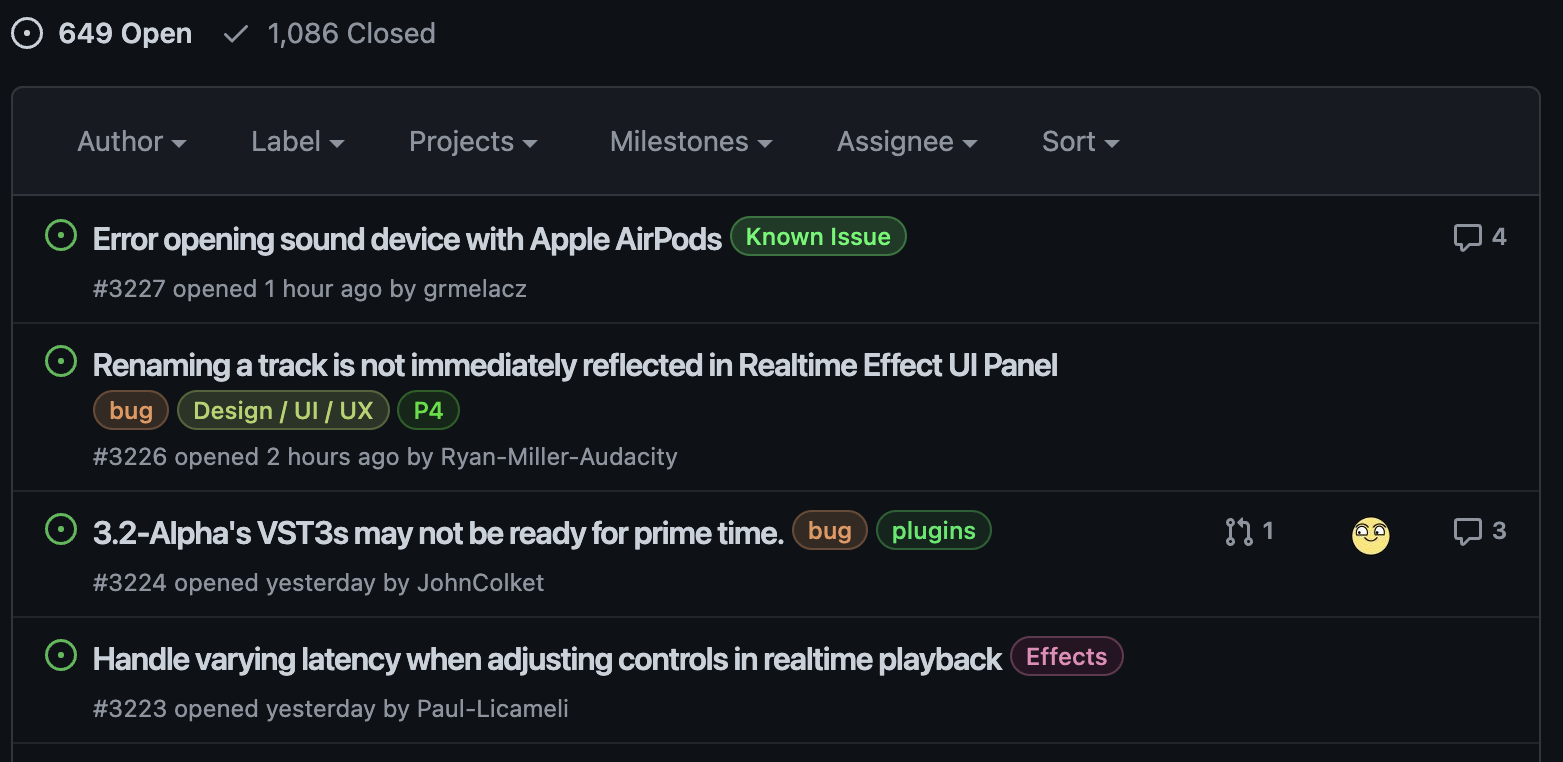 649 Open 1,086 Closed
Author Label Projects Milestones Assignee Sort
Error opening sound device with Apple AirPods Known Issue 4
#3227 opened 1 hour ago by grmelacz
Renaming a track is not immediately reflected in Realtime Effect UI Panel
bug Design / UI / UX P4
#3226 opened 2 hours ago by Ryan-Miller-Audacity
3.2-Alpha's VST3s may not be ready for prime time. bug plugins 1 3
#3224 opened yesterday by JohnColket
Handle varying latency when adjusting controls in realtime playback Effects
#3223 opened yesterday by Paul-Licameli